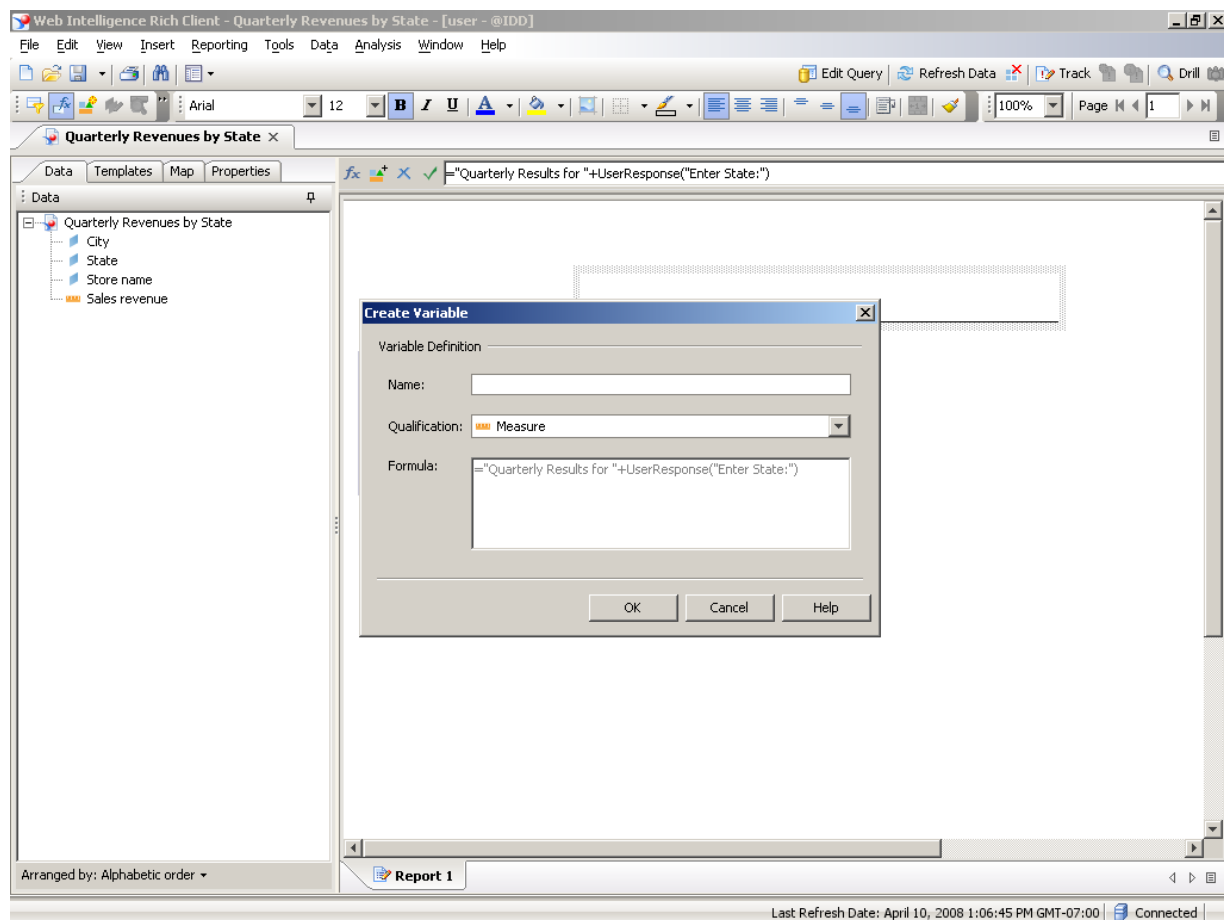 Web Intelligence Rich Client - Quarterly Revenues by State - [user - @IDD]
File Edit View Insert Reporting Tools Data Analysis Window Help
Edit Query Refresh Data Track Drill
Arial 12 B I U A 100% Page 1
Quarterly Revenues by State
Data Templates Map Properties
fx ="Quarterly Results for "+UserResponse("Enter State:")
Data
Quarterly Revenues by State
City
State
Store name
Sales revenue
Create Variable
Variable Definition
Name:
Qualification: Measure
Formula: ="Quarterly Results for "+UserResponse("Enter State:")
OK Cancel Help
Arranged by: Alphabetic order
Report 1
Last Refresh Date: April 10, 2008 1:06:45 PM GMT-07:00 Connected